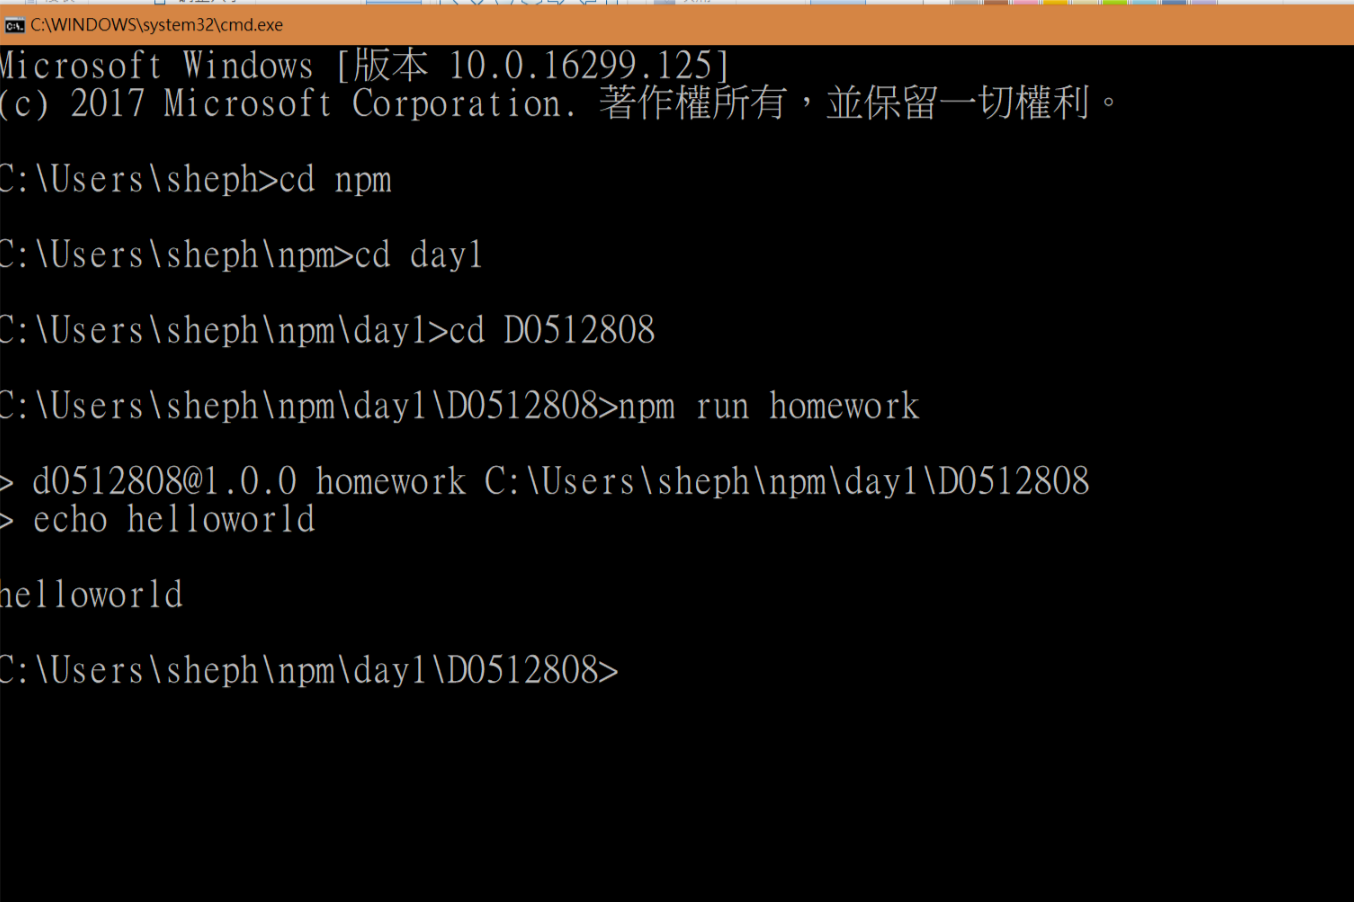 C:\WINDOWS\system32\cmd.exe
Microsoft Windows [版本 10.0.16299.125]
(c) 2017 Microsoft Corporation. 著作權所有，並保留一切權利。
C:\Users\sheph>cd npm
C:\Users\sheph\npm>cd day1
C:\Users\sheph\npm\day1>cd D0512808
C:\Users\sheph\npm\day1\D0512808>npm run homework
> d0512808@1.0.0 homework C:\Users\sheph\npm\day1\D0512808
> echo helloworld
helloworld
C:\Users\sheph\npm\day1\D0512808>